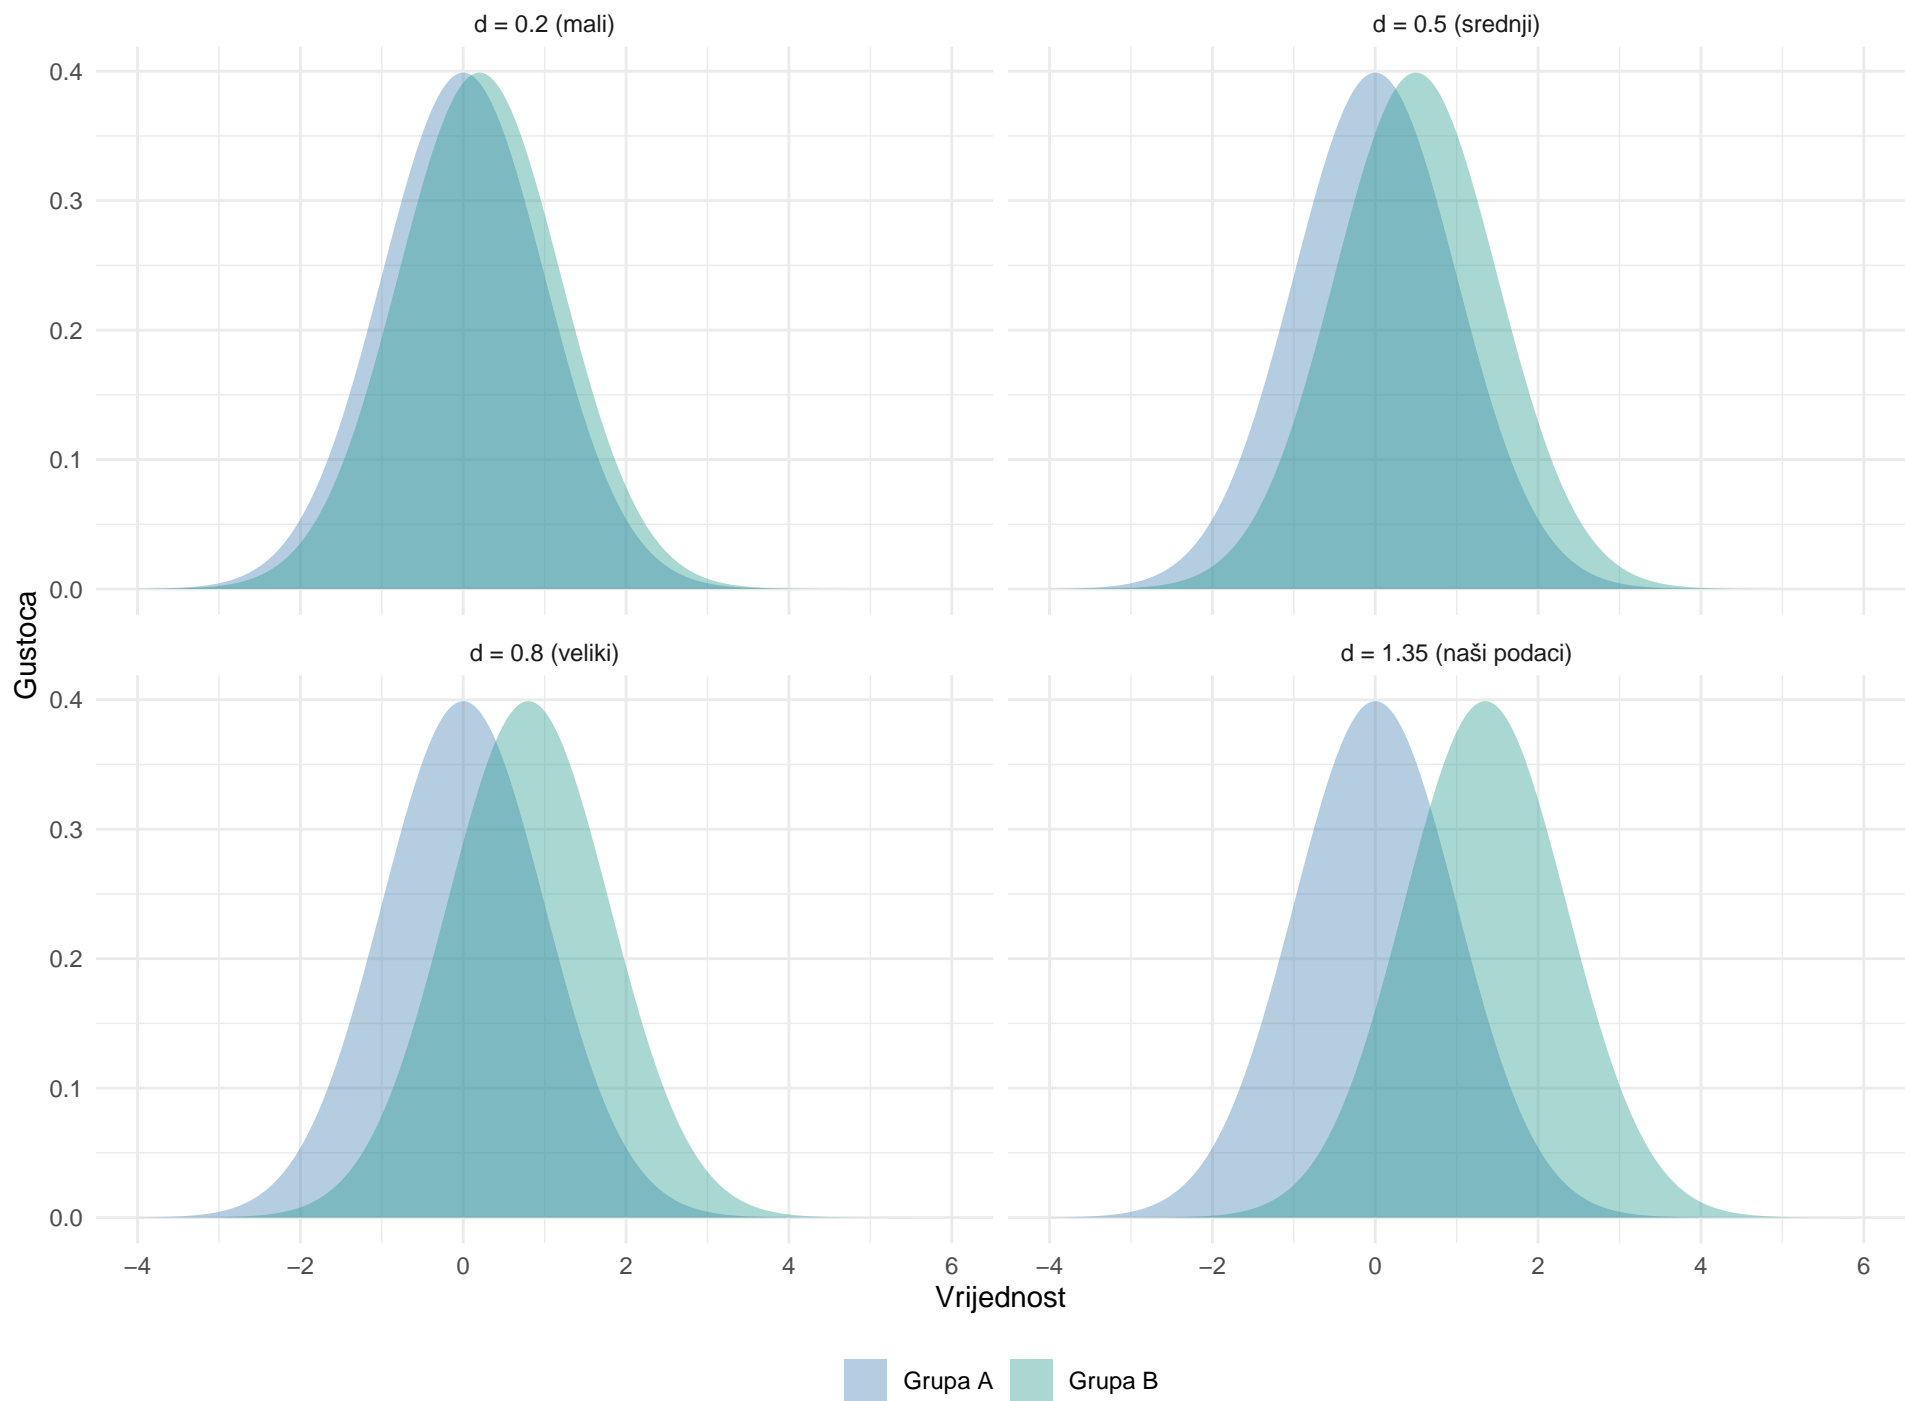 d = 0.2 (mali)
d = 0.5 (srednji)
0.4
0.3
0.2
0.1
0.0
Gustoca
d = 0.8 (veliki)
d = 1.35 (naši podaci)
0.4
0.3
0.2
0.1
0.0
−4 −2 0 2 4 6 −4 −2 0 2 4 6
Vrijednost
Grupa A Grupa B